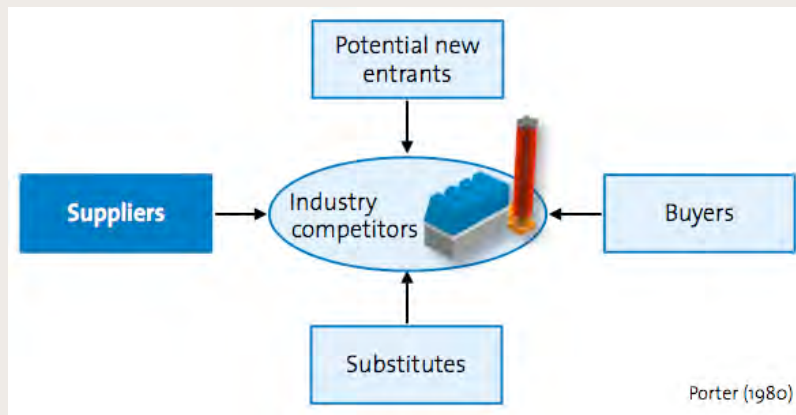 Potential new
entrants
Suppliers
Industry
competitors
Buyers
Substitutes
Porter (1980)